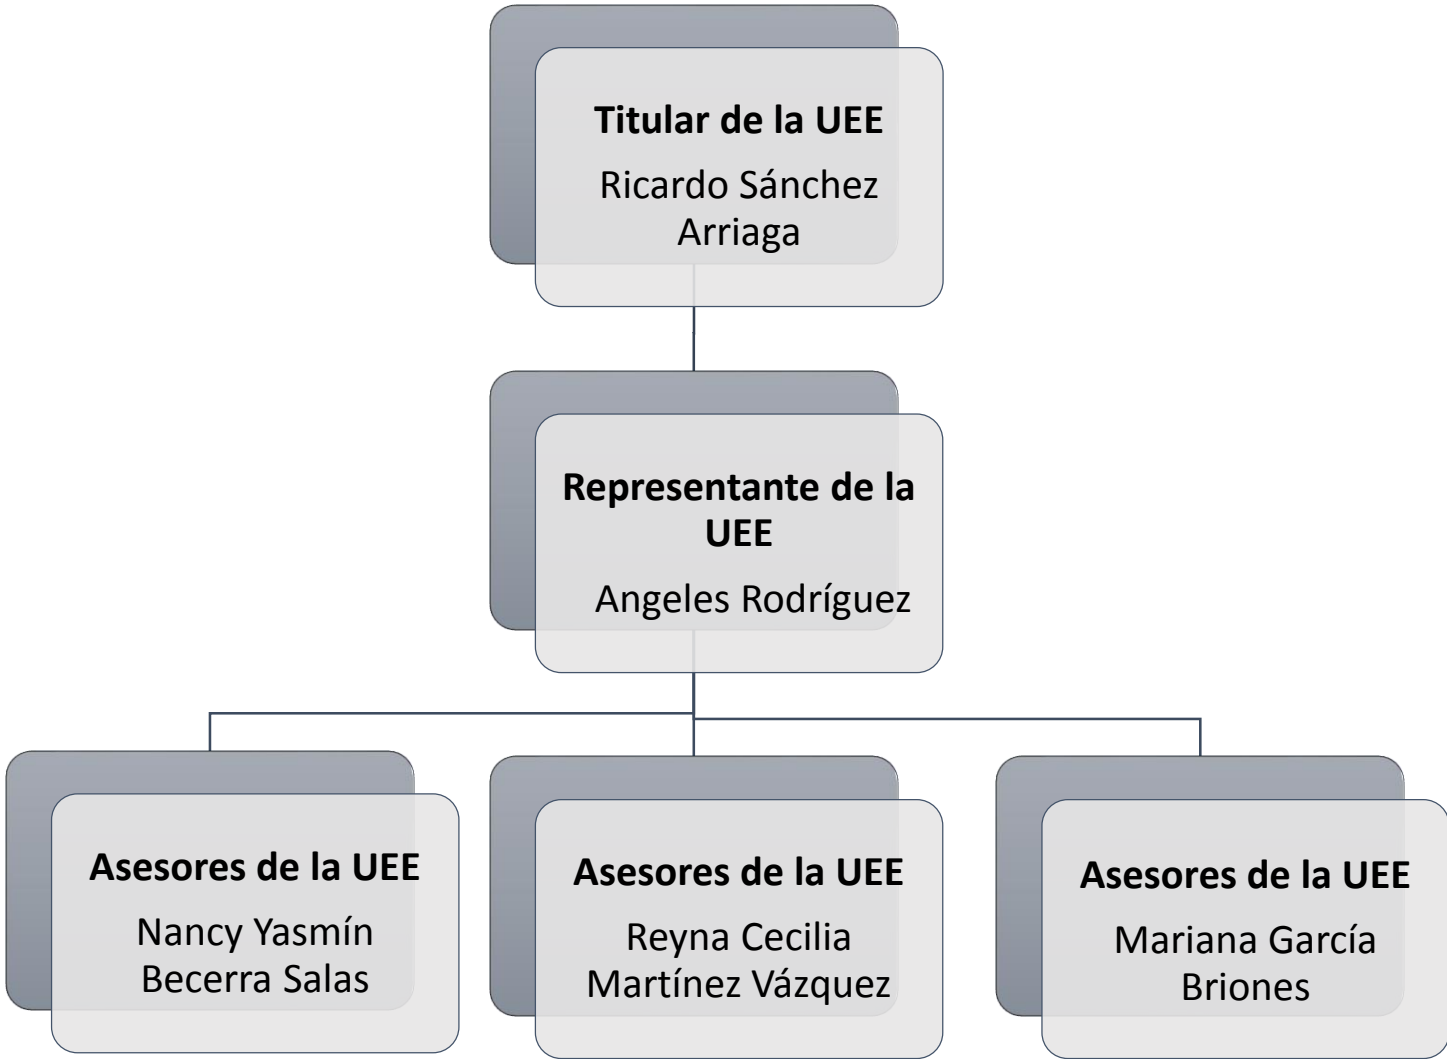 Titular de la UEE
Ricardo Sánchez
Arriaga
Representante de la
UEE
Angeles Rodríguez
Asesores de la UEE
Nancy Yasmín
Becerra Salas
Asesores de la UEE
Reyna Cecilia
Martínez Vázquez
Asesores de la UEE
Mariana García
Briones